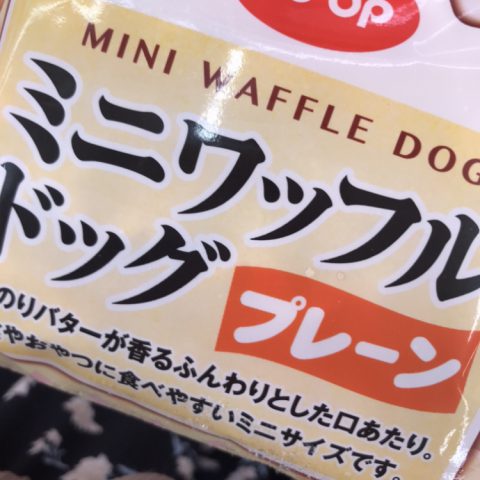 op
MINI WAFFLE DOG
ミニワッフル
ドッグ
プレーン
のりバターが香るふんわりとした口あたり。
やおやつに食べやすいミニサイズです。